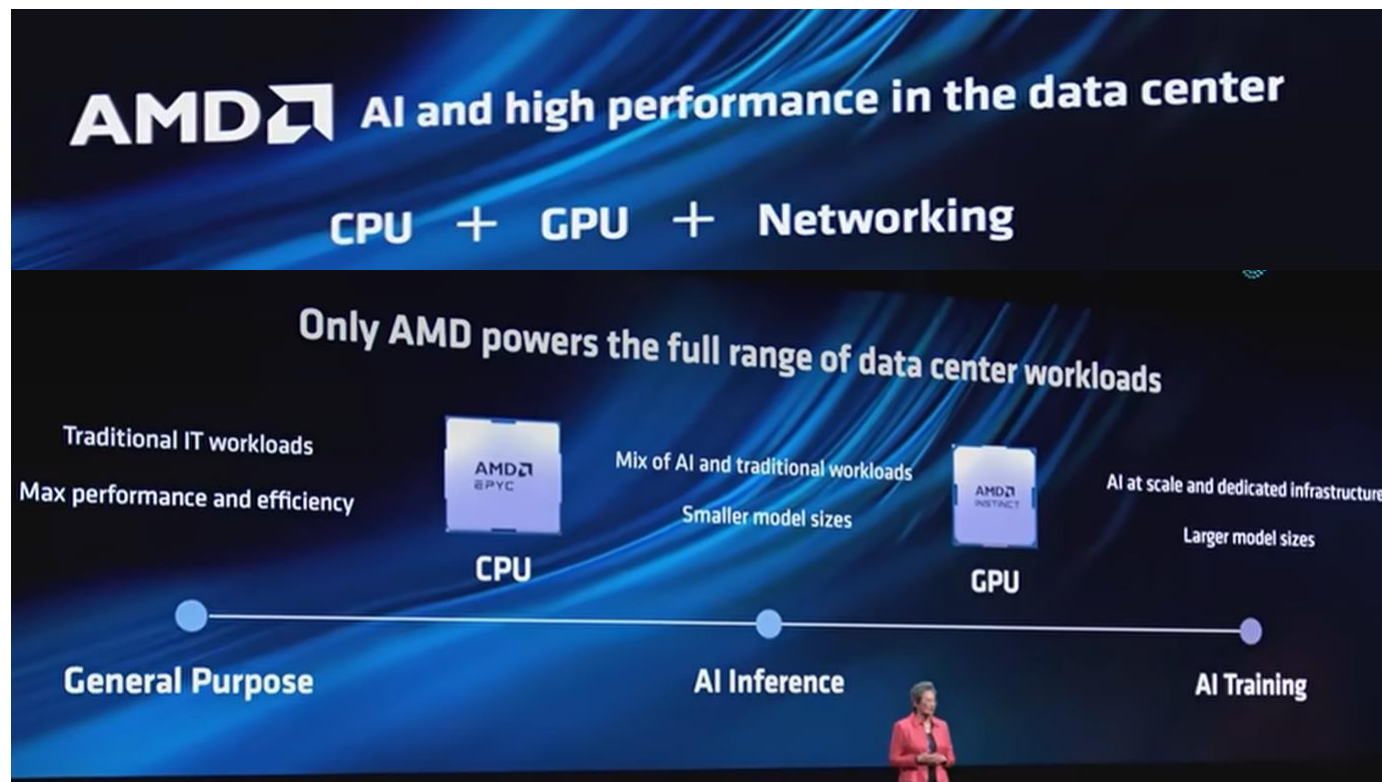 AMD AI and high performance in the data center
CPU + GPU + Networking
Only AMD powers the full range of data center workloads
Traditional IT workloads
Max performance and efficiency
AMD
EPYC
CPU
Mix of AI and traditional workloads
Smaller model sizes
AMD
INSTINCT
GPU
AI at scale and dedicated infrastructure
Larger model sizes
General Purpose
AI Inference
AI Training